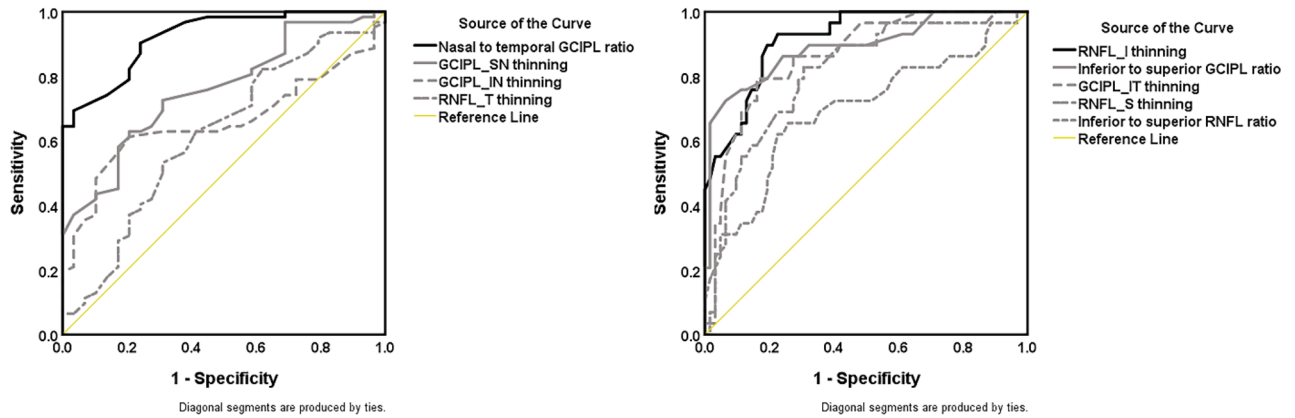 Source of the Curve
Nasal to temporal GCIPL ratio
GCIPL_SN thinning
GCIPL_IN thinning
RNFL_T thinning
Reference Line
Sensitivity
1.0
0.8
0.6
0.4
0.2
0.0
0.0 0.2 0.4 0.6 0.8 1.0
1 - Specificity
Diagonal segments are produced by ties.
Source of the Curve
RNFL_I thinning
Inferior to superior GCIPL ratio
GCIPL_IT thinning
RNFL_S thinning
Inferior to superior RNFL ratio
Reference Line
Sensitivity
1.0
0.8
0.6
0.4
0.2
0.0
0.0 0.2 0.4 0.6 0.8 1.0
1 - Specificity
Diagonal segments are produced by ties.